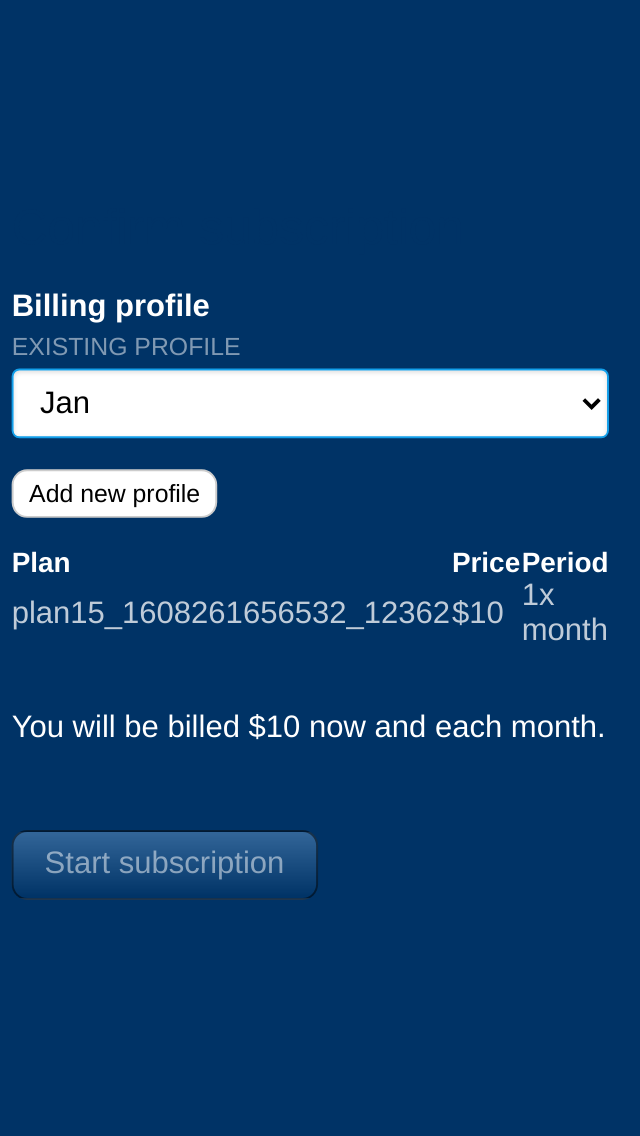 Billing profile
EXISTING PROFILE
Jan
Add new profile
Plan Price Period
plan15_1608261656532_12362 $10 1x month
You will be billed $10 now and each month.
Start subscription